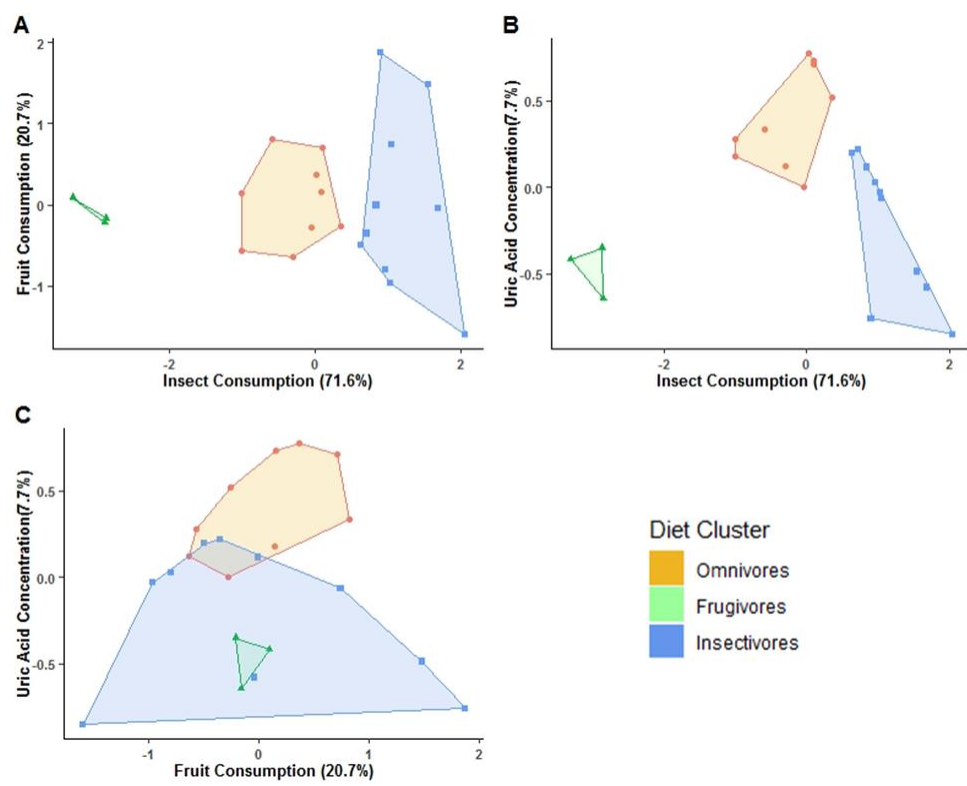 A
2
1
0
-1
Fruit Consumption (20.7%)
-2
0
2
Insect Consumption (71.6%)
B
0.5
0.0
-0.5
Uric Acid Concentration(7.7%)
-2
0
2
Insect Consumption (71.6%)
C
0.5
0.0
-0.5
Uric Acid Concentration(7.7%)
-1
0
1
2
Fruit Consumption (20.7%)
Diet Cluster
Omnivores
Frugivores
Insectivores